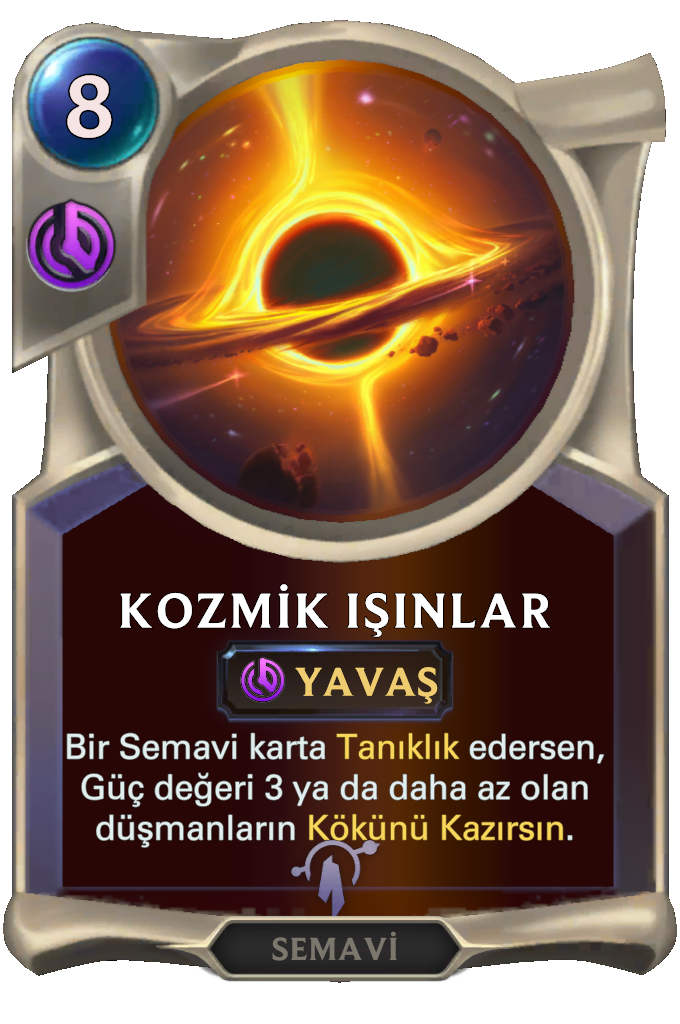 8
KOZMİK IŞINLAR
YAVAŞ
Bir Semavi karta Tanıklık edersen,
Güç değeri 3 ya da daha az olan
düşmanların Kökünü Kazırsın.
SEMAVİ